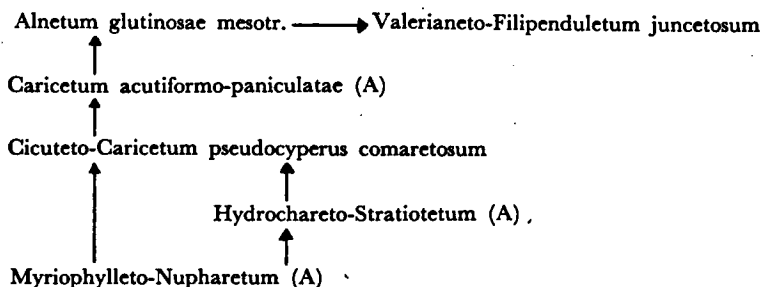 Alnetum glutinosae mesotr. Valerianeto-Filipenduletum juncetosum
Caricetum acutiformo-paniculatae (A)
Cicuteto-Caricetum pseudocyperus comaretosum
Hydrochareto-Stratiotetum (A)
Myriophylleto-Nupharetum (A)